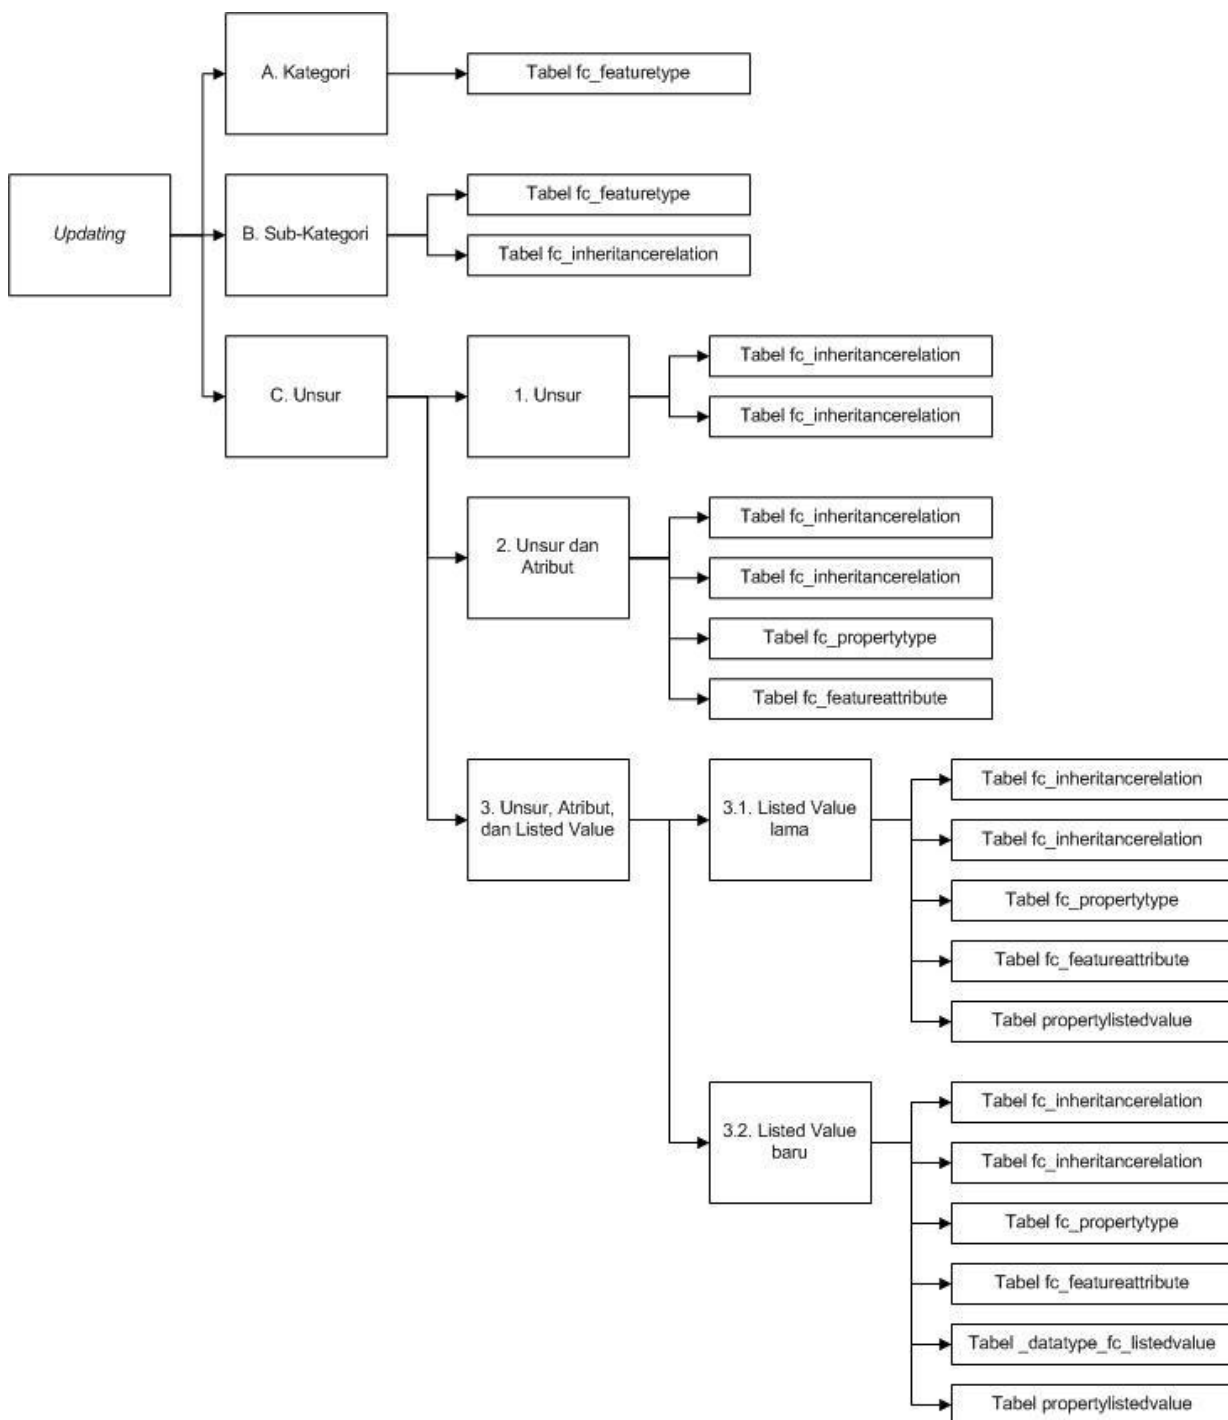 A. Kategori
Tabel fc_featuretype
Updating
B. Sub-Kategori
Tabel fc_featuretype
Tabel fc_inheritancerelation
C. Unsur
1. Unsur
Tabel fc_inheritancerelation
Tabel fc_inheritancerelation
2. Unsur dan
Atribut
Tabel fc_inheritancerelation
Tabel fc_inheritancerelation
Tabel fc_propertytype
Tabel fc_featureattribute
3. Unsur, Atribut,
dan Listed Value
3.1. Listed Value
lama
Tabel fc_inheritancerelation
Tabel fc_inheritancerelation
Tabel fc_propertytype
Tabel fc_featureattribute
Tabel propertylistedvalue
3.2. Listed Value
baru
Tabel fc_inheritancerelation
Tabel fc_inheritancerelation
Tabel fc_propertytype
Tabel fc_featureattribute
Tabel _datatype_fc_listedvalue
Tabel propertylistedvalue